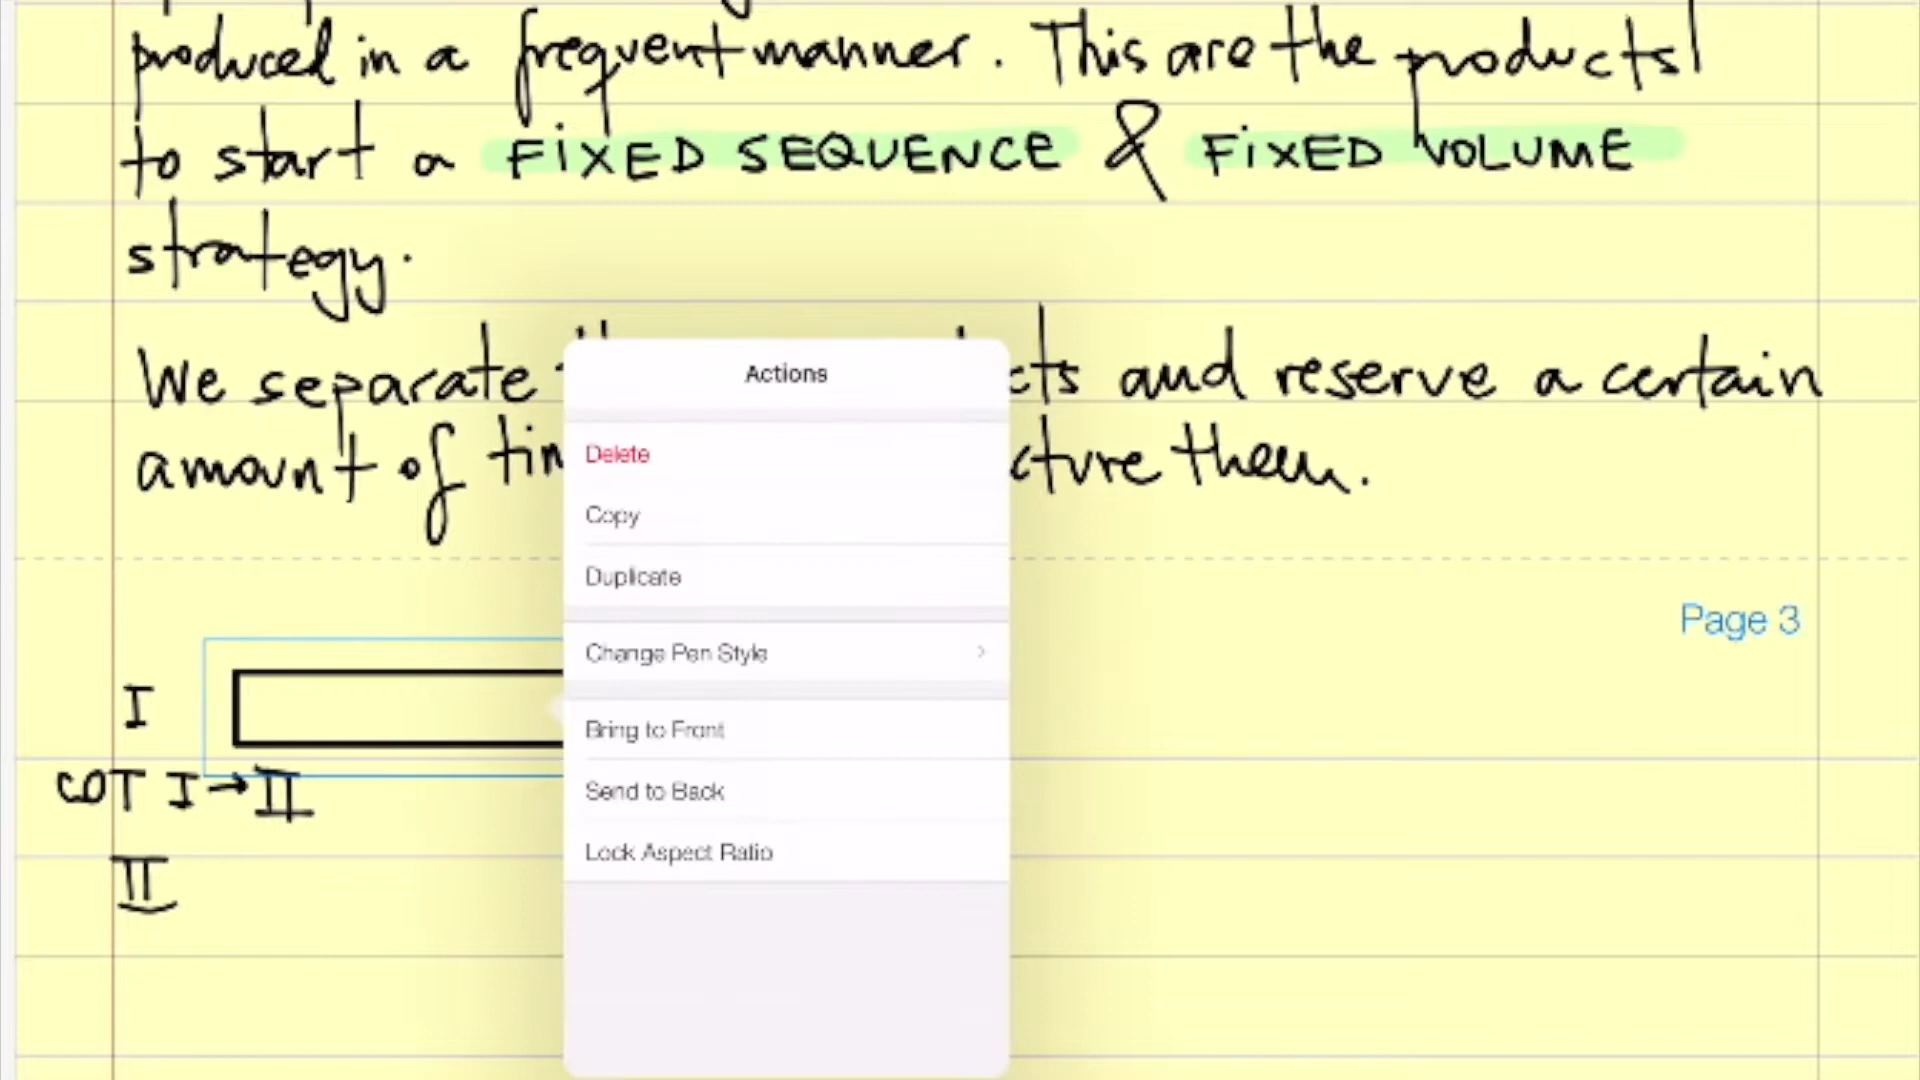 produced in a frequent manner. This are the products
to start a FiXED SEQUENCE & FiXED VOLUME
strategy.
We separate cts and reserve a certain
amount of tim cture them.
Actions
Delete
Copy
Duplicate
Change Pen Style
Bring to Front
Send to Back
Lock Aspect Ratio
Page 3
I
COT I→II
II